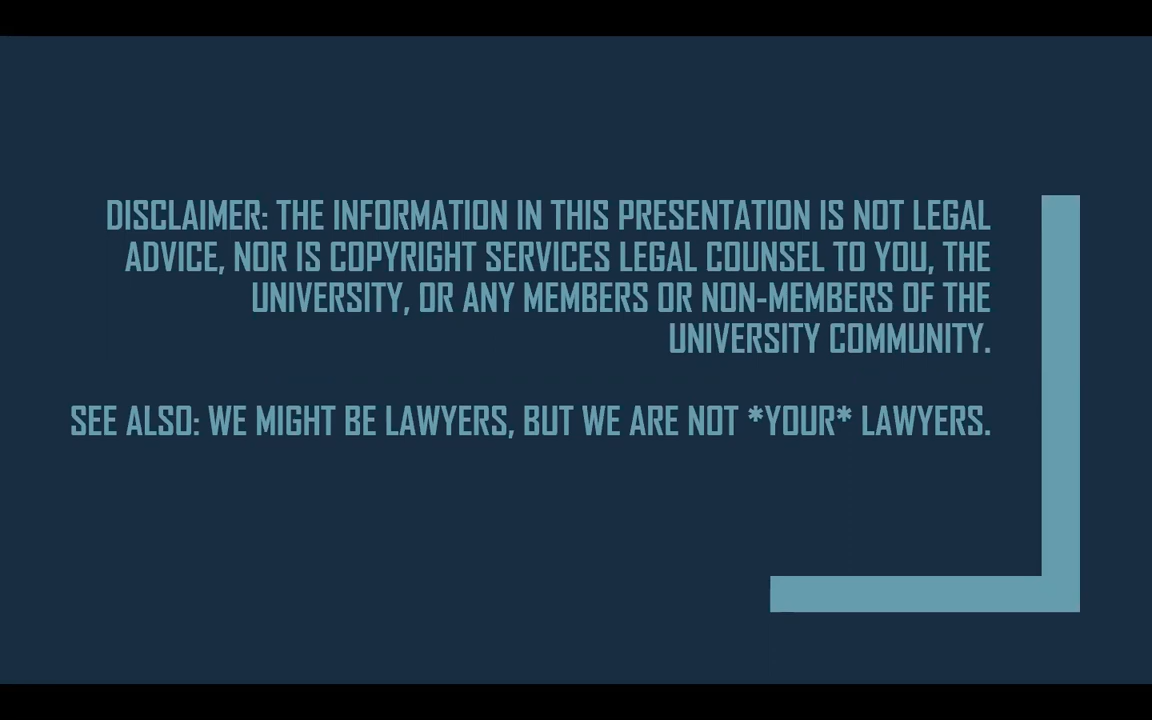 DISCLAIMER: THE INFORMATION IN THIS PRESENTATION IS NOT LEGAL
ADVICE, NOR IS COPYRIGHT SERVICES LEGAL COUNSEL TO YOU, THE
UNIVERSITY, OR ANY MEMBERS OR NON-MEMBERS OF THE
UNIVERSITY COMMUNITY.
SEE ALSO: WE MIGHT BE LAWYERS, BUT WE ARE NOT *YOUR* LAWYERS.